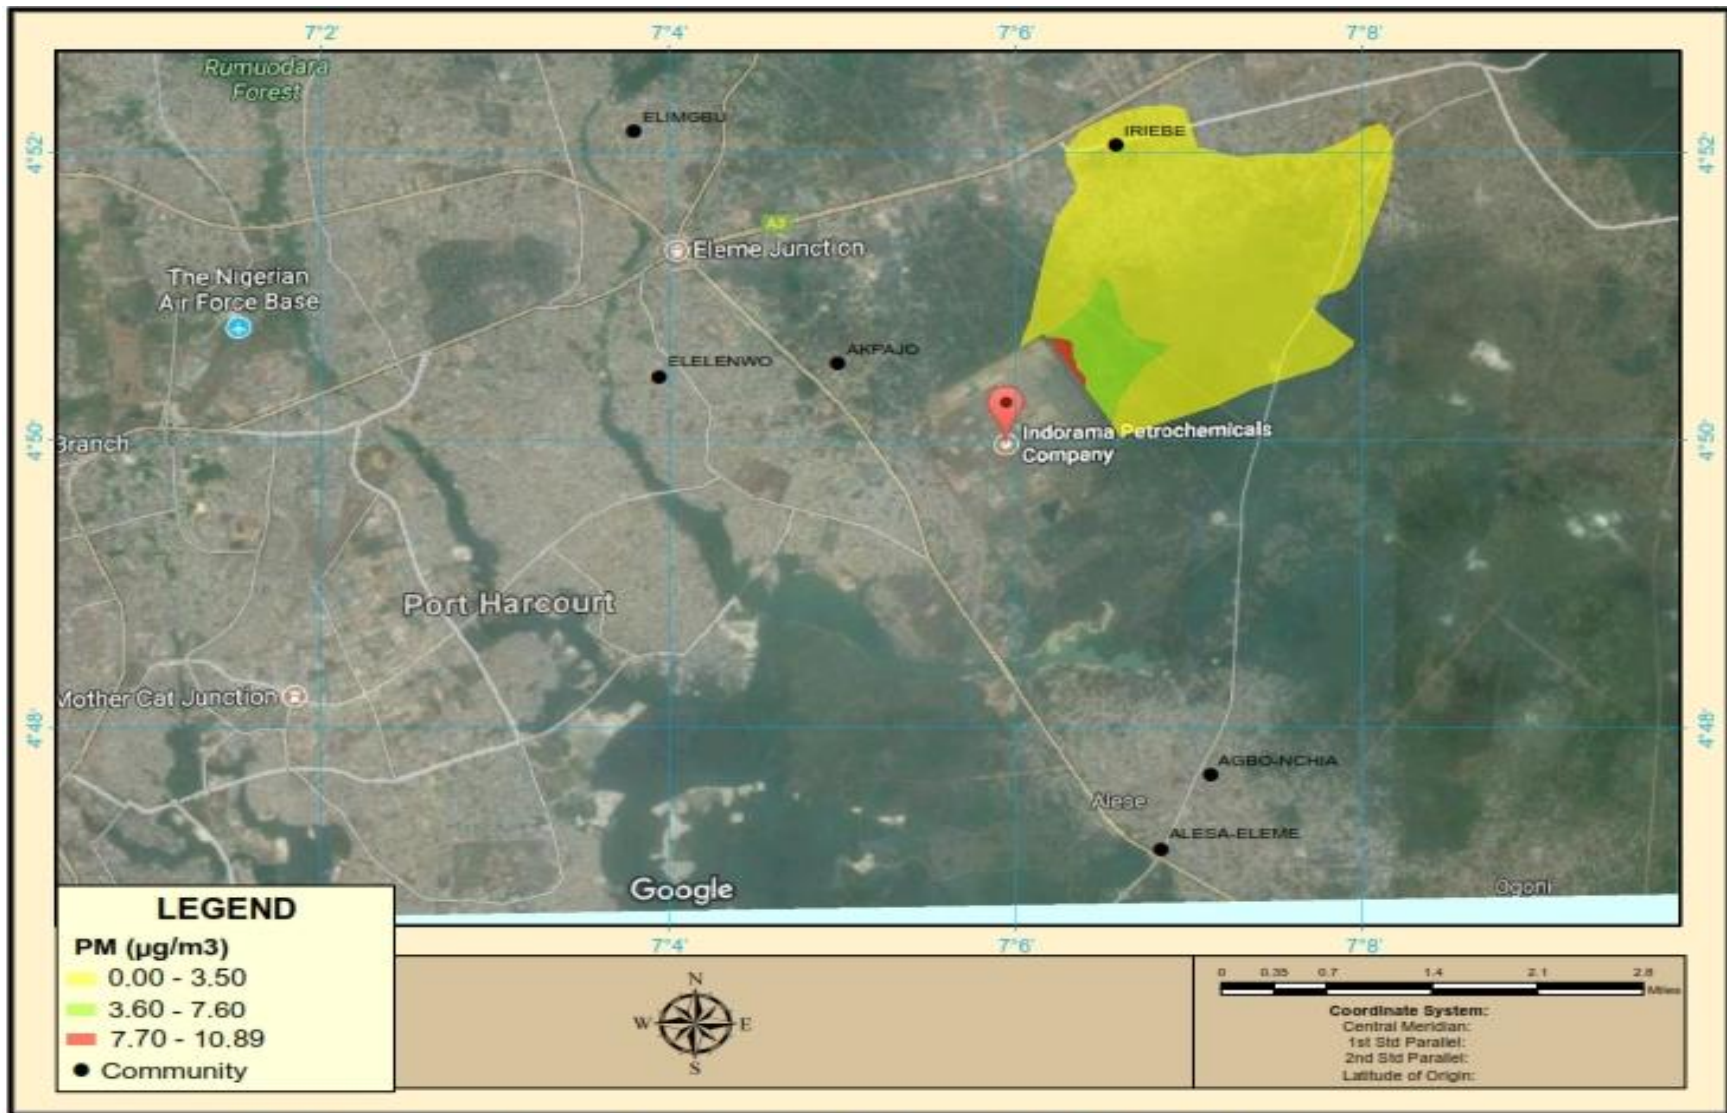 7°2'
7°4'
7°6'
7°8'
Rumuodara
Forest
ELIMGBU
IRIEBE
4°52'
4°52'
A3
Eleme Junction
The Nigerian
Air Force Base
AKPAJO
ELELENWO
Indorama Petrochemicals
Company
4°50'
4°50'
Branch
Port Harcourt
Mother Cat Junction
4°48'
4°48'
AGBO-NCHIA
Alese
ALESA-ELEME
Google
Ogoni
7°4'
7°6'
7°8'
LEGEND
PM (µg/m3)
0.00 - 3.50
3.60 - 7.60
7.70 - 10.89
Community
N
W
E
S
0 0.35 0.7 1.4 2.1 2.8
Miles
Coordinate System:
Central Meridian:
1st Std Parallel:
2nd Std Parallel:
Latitude of Origin: